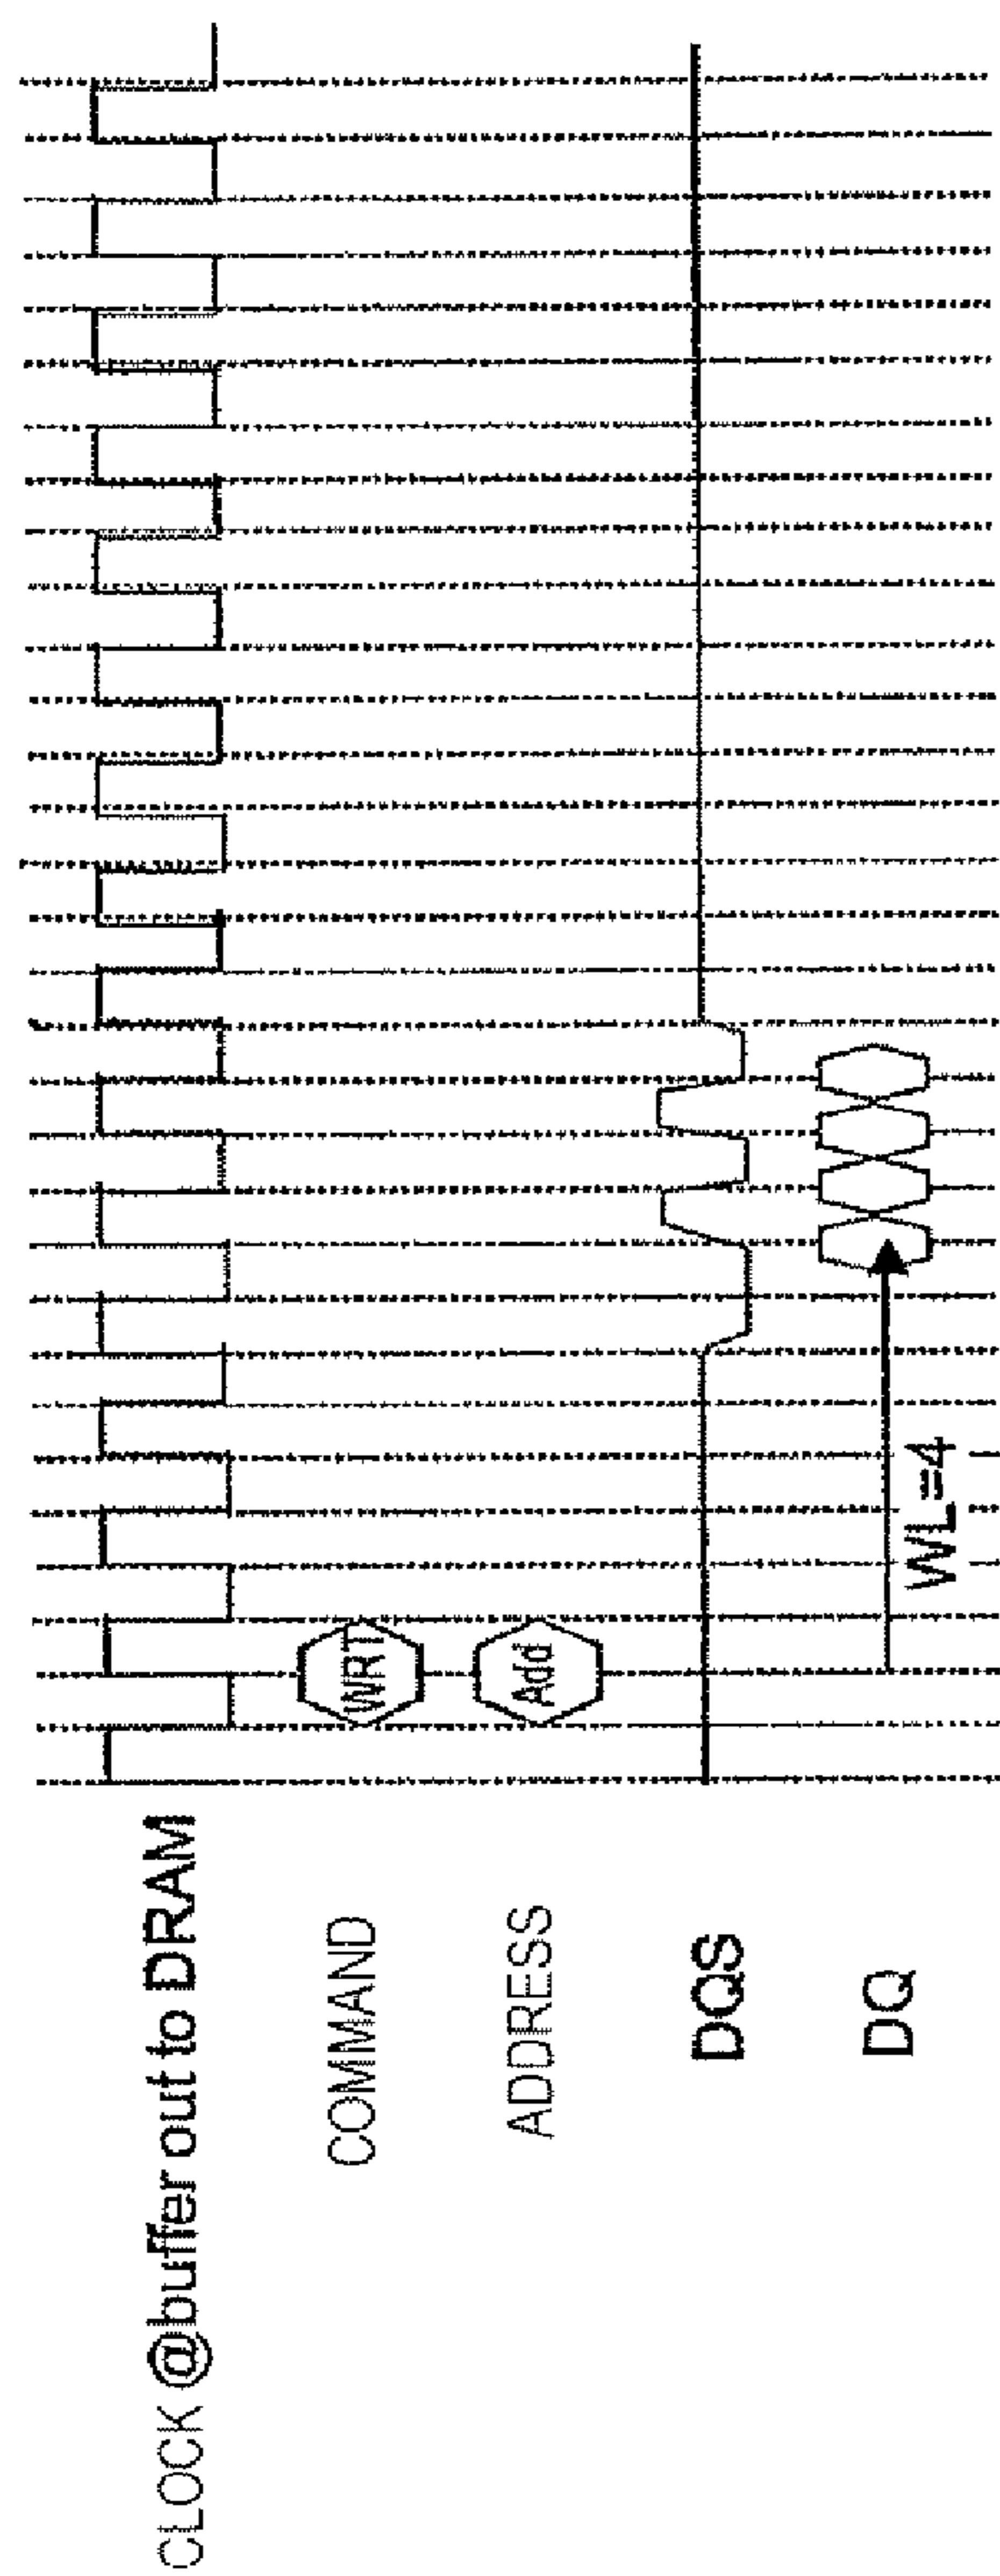 CLOCK @buffer out to DRAM
COMMAND
WRT
ADDRESS
Add
DQS
DQ
WL =4